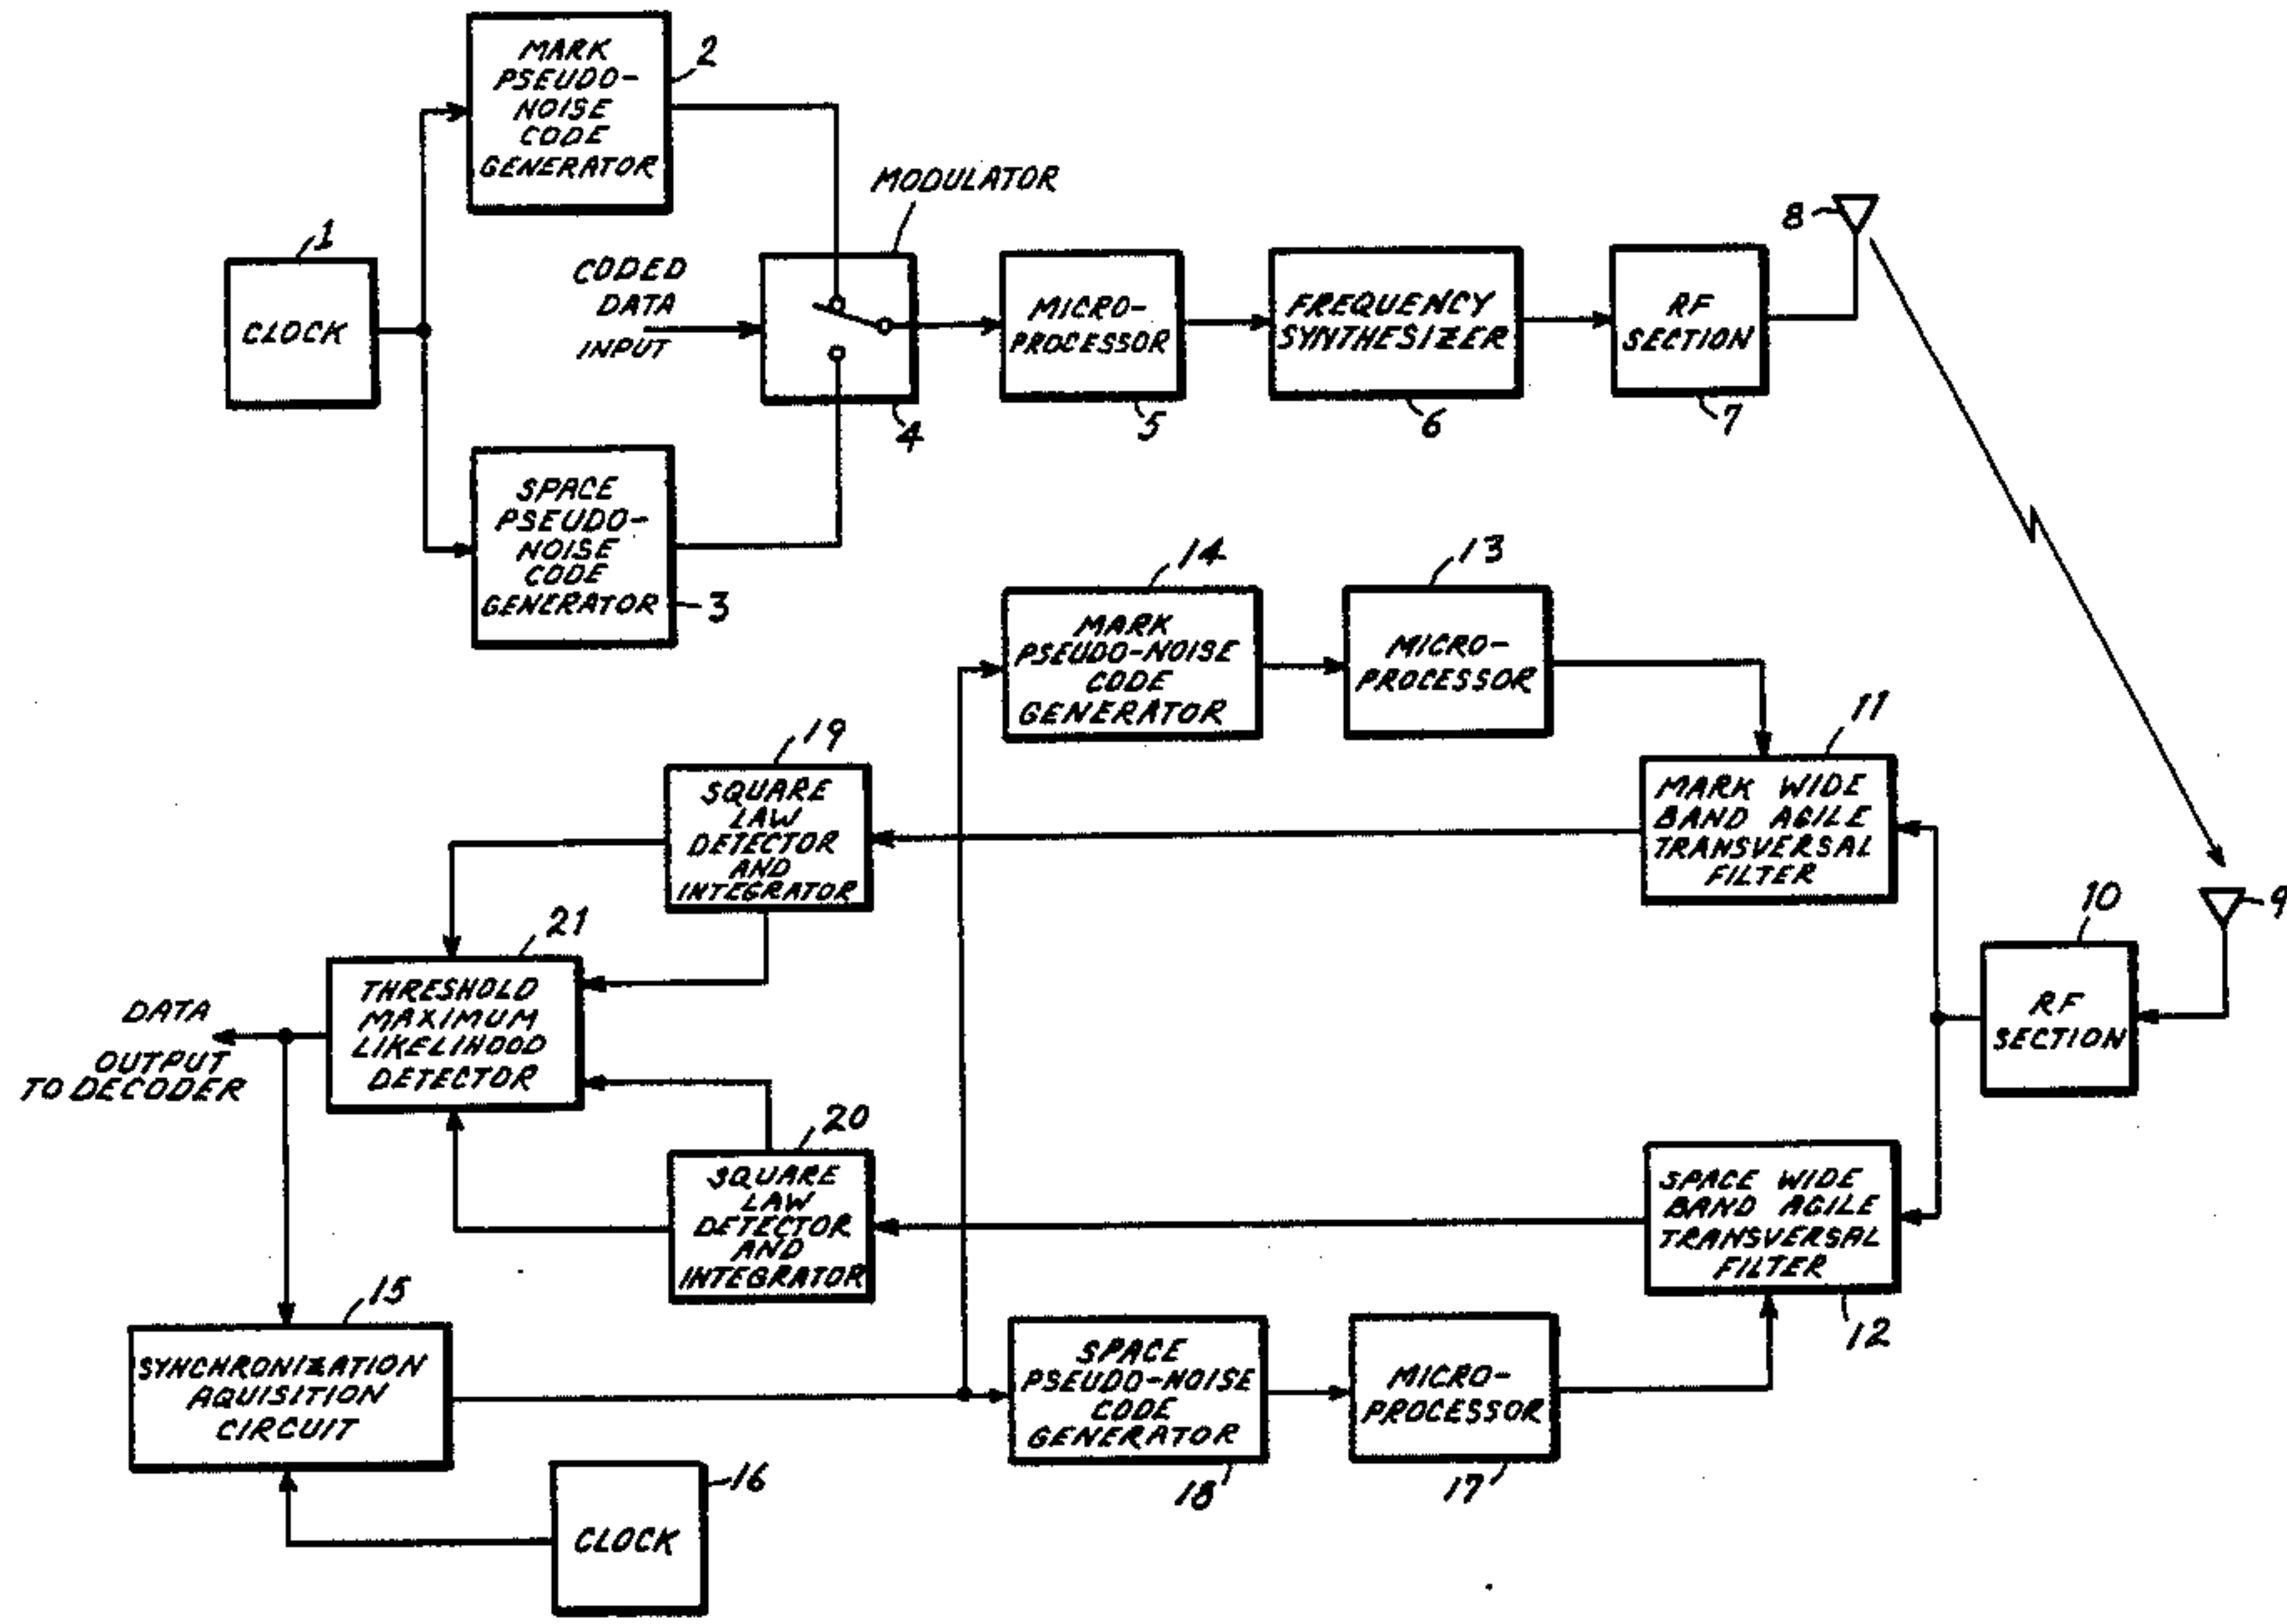 MARK
PSEUDO-
NOISE
CODE
GENERATOR
2
MODULATOR
1
CLOCK
CODED
DATA
INPUT
4
MICRO-
PROCESSOR
5
FREQUENCY
SYNTHESIZER
6
RF
SECTION
7
8
SPACE
PSEUDO-
NOISE
CODE
GENERATOR
3
14
MARK
PSEUDO-NOISE
CODE
GENERATOR
13
MICRO-
PROCESSOR
11
MARK WIDE
BAND AGILE
TRANSVERSAL
FILTER
19
SQUARE
LAW
DETECTOR
AND
INTEGRATOR
9
10
RF
SECTION
21
THRESHOLD
MAXIMUM
LIKELIHOOD
DETECTOR
DATA
OUTPUT
TO DECODER
20
SQUARE
LAW
DETECTOR
AND
INTEGRATOR
SPACE WIDE
BAND AGILE
TRANSVERSAL
FILTER
12
15
SYNCHRONIZATION
AQUISITION
CIRCUIT
SPACE
PSEUDO-NOISE
CODE
GENERATOR
18
MICRO-
PROCESSOR
17
16
CLOCK